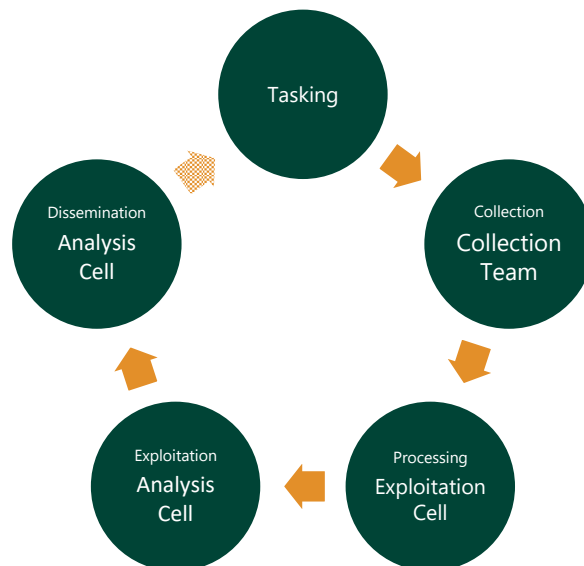 Tasking
Collection
Collection
Team
Processing
Exploitation
Cell
Exploitation
Analysis
Cell
Dissemination
Analysis
Cell